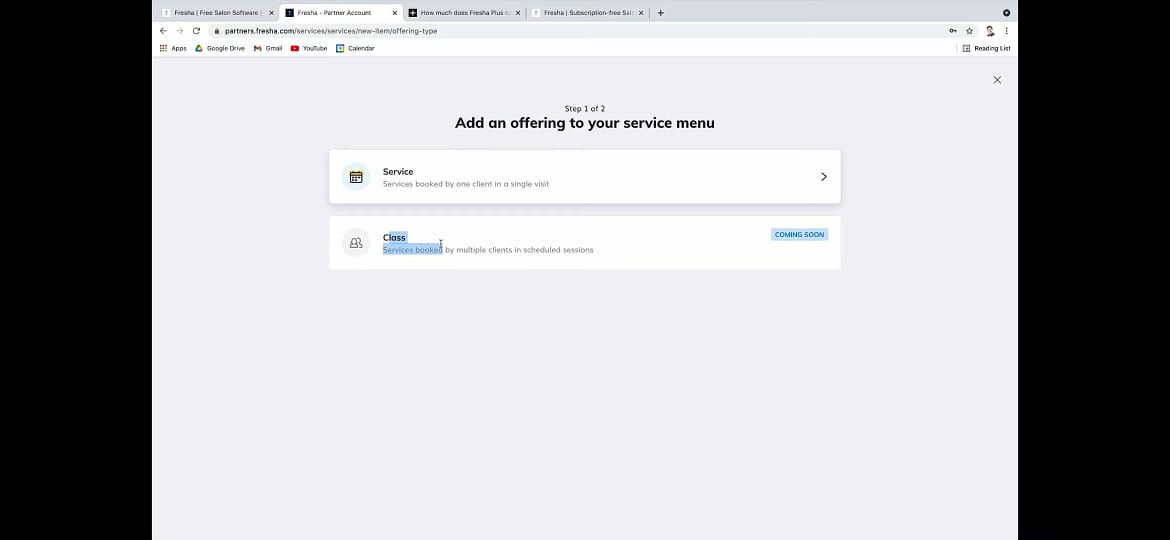 Fresha | Free Salon Software |
Fresha - Partner Account
How much does Fresha Plus c
Fresha | Subscription-free Sal
partners.fresha.com/services/services/new-item/offering-type
Apps
Google Drive
Gmail
YouTube
Calendar
Reading List
Step 1 of 2
Add an offering to your service menu
Service
Services booked by one client in a single visit
Class
Services booked by multiple clients in scheduled sessions
COMING SOON